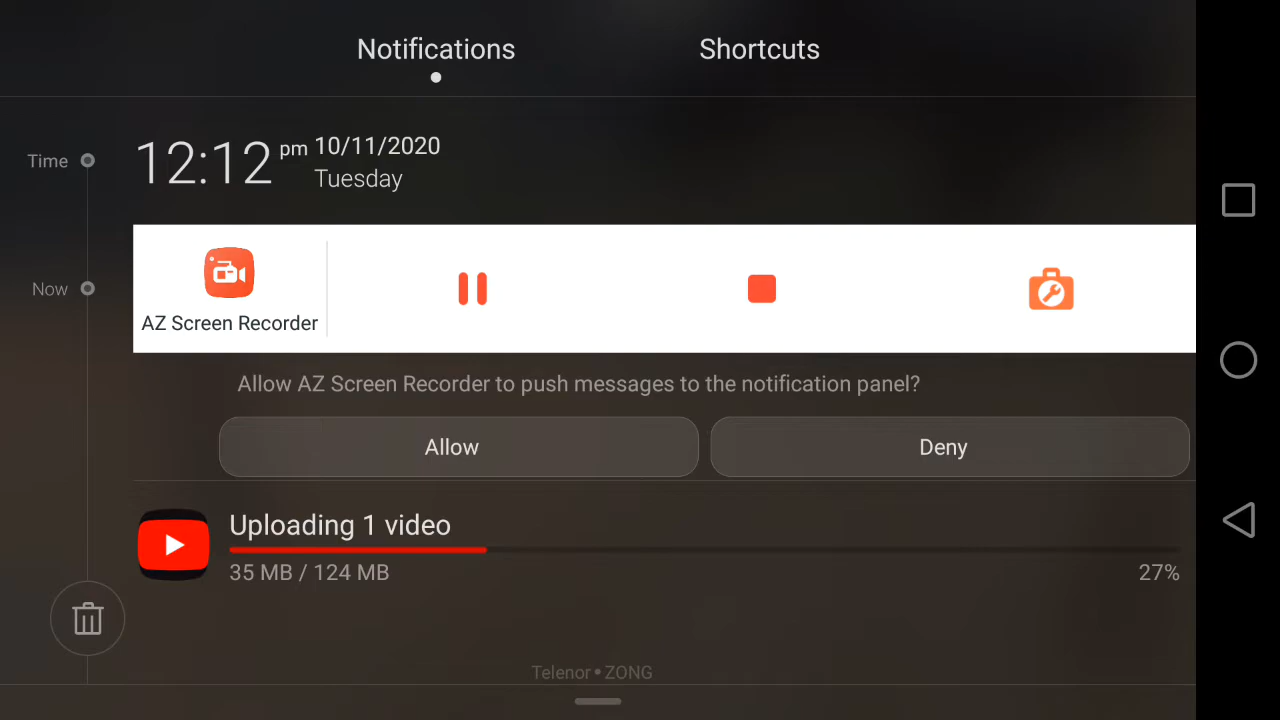 Notifications
Shortcuts
Time
12:12 pm 10/11/2020
Tuesday
Now
AZ Screen Recorder
Allow AZ Screen Recorder to push messages to the notification panel?
Allow
Deny
Uploading 1 video
35 MB / 124 MB
27%
Telenor • ZONG